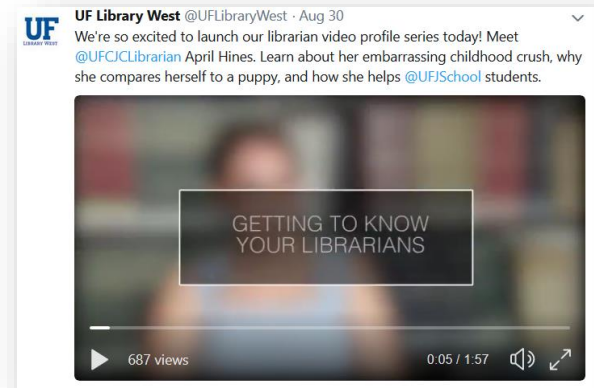 UF Library West @UFLibraryWest · Aug 30
UF
LIBRARY WEST
We're so excited to launch our librarian video profile series today! Meet
@UFCJCLibrarian April Hines. Learn about her embarrassing childhood crush, why
she compares herself to a puppy, and how she helps @UFJSchool students.
GETTING TO KNOW
YOUR LIBRARIANS
687 views
0:05 / 1:57